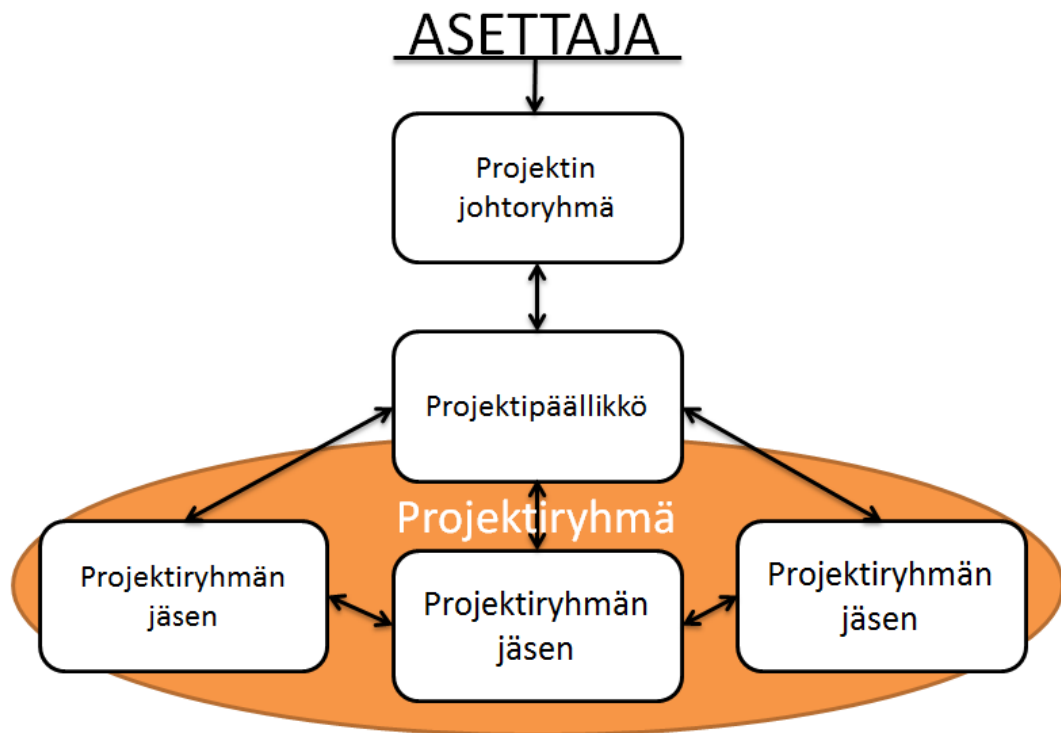 ASETTAJA
Projektin
johtoryhmä
Projektipäällikkö
Projektiryhmä
Projektiryhmän
jäsen
Projektiryhmän
jäsen
Projektiryhmän
jäsen